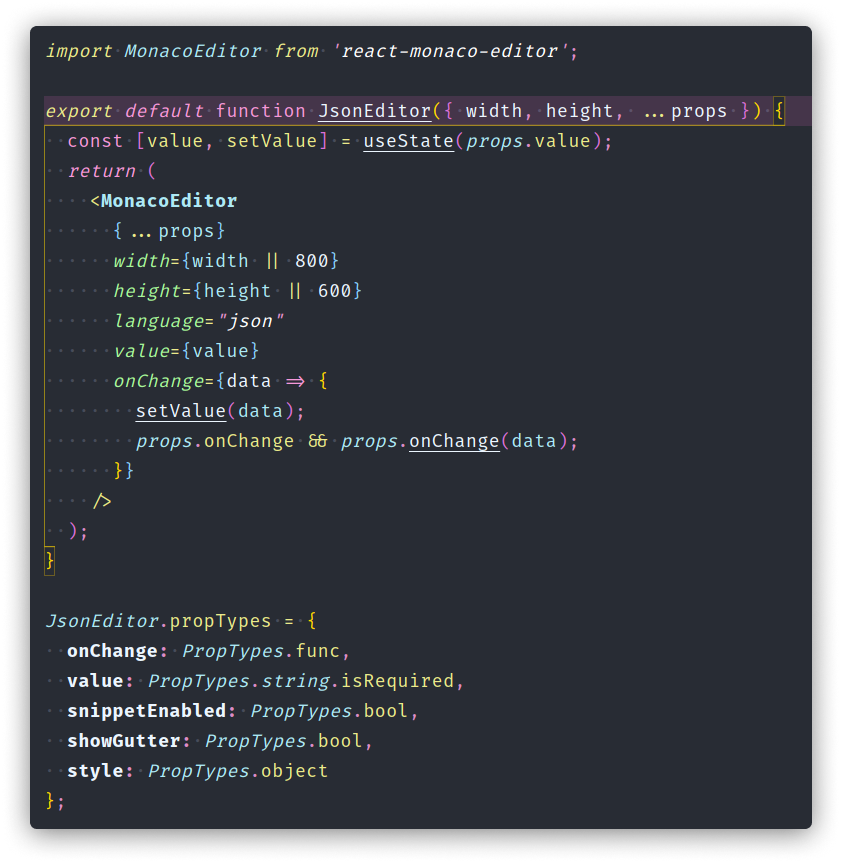 import MonacoEditor from 'react-monaco-editor';

export default function JsonEditor({ width, height, ...props }) {
  const [value, setValue] = useState(props.value);
  return (
    <MonacoEditor
      {...props}
      width={width || 800}
      height={height || 600}
      language="json"
      value={value}
      onChange={data => {
        setValue(data);
        props.onChange && props.onChange(data);
      }}
    />
  );
}

JsonEditor.propTypes = {
  onChange: PropTypes.func,
  value: PropTypes.string.isRequired,
  snippetEnabled: PropTypes.bool,
  showGutter: PropTypes.bool,
  style: PropTypes.object
};